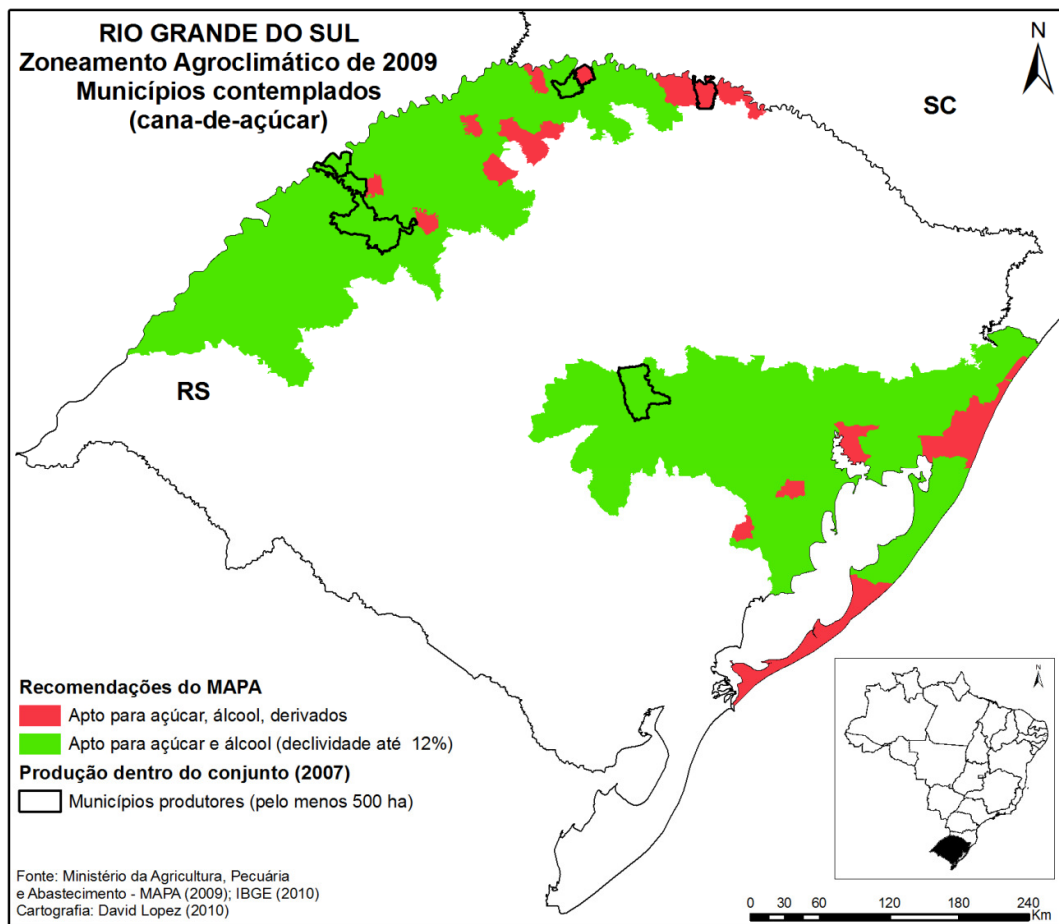 RIO GRANDE DO SUL
Zoneamento Agroclimático de 2009
Municípios contemplados
(cana-de-açúcar)
N
SC
RS
Recomendações do MAPA
Apto para açúcar, álcool, derivados
Apto para açúcar e álcool (declividade até 12%)
Produção dentro do conjunto (2007)
Municípios produtores (pelo menos 500 ha)
Fonte: Ministério da Agricultura, Pecuária
e Abastecimento - MAPA (2009); IBGE (2010)
Cartografia: David Lopez (2010)
N
0 30 60 120 180 240
Km